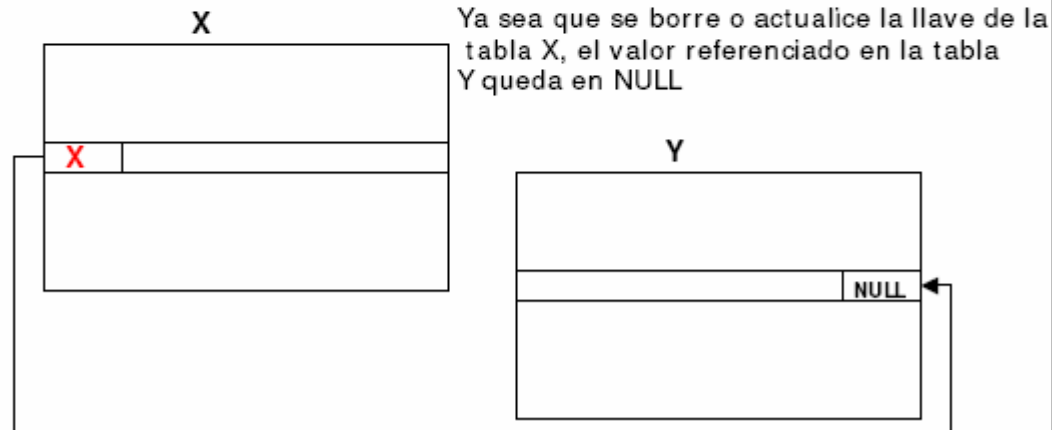 X
Ya sea que se borre o actualice la llave de la
tabla X, el valor referenciado en la tabla
Y queda en NULL
X
Y
NULL